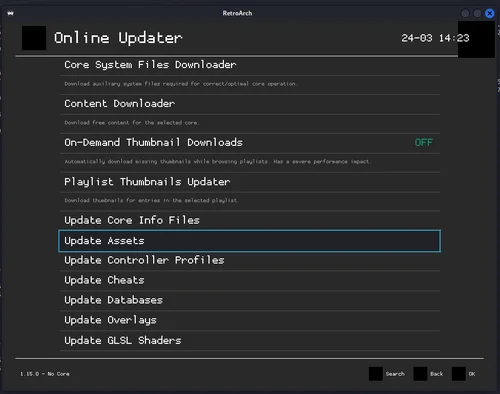 RetroArch
Online Updater
24-03 14:23
Core System Files Downloader
Download auxiliary system files required for correct/optimal core operation.
Content Downloader
Download free content for the selected core.
On-Demand Thumbnail Downloads OFF
Automatically download missing thumbnails while browsing playlists. Has a severe performance impact.
Playlist Thumbnails Updater
Download thumbnails for entries in the selected playlist.
Update Core Info Files
Update Assets
Update Controller Profiles
Update Cheats
Update Databases
Update Overlays
Update GLSL Shaders
1.15.0 - No Core
Search Back OK